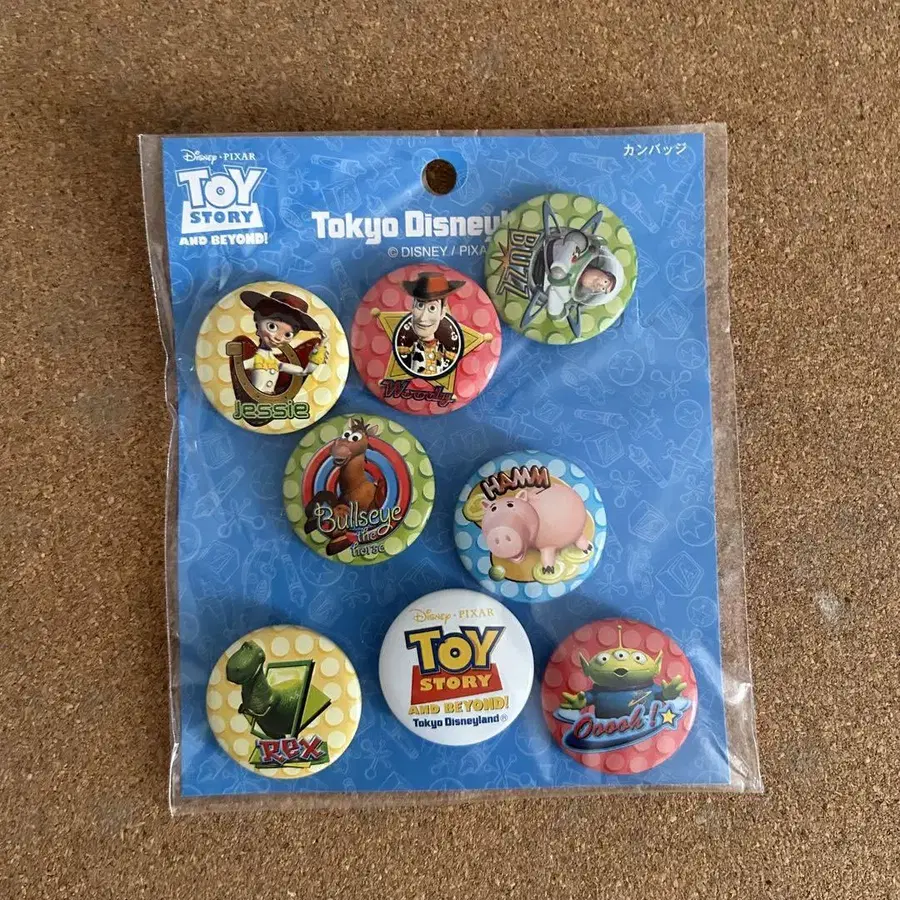 Disney·PIXAR
TOY
STORY
AND BEYOND!
カンバッジ
Tokyo Disney
© DISNEY / PIXA
BUZZ
Jessie
Woody
Bullseye
the
horse
HAMM
Rex
Disney·PIXAR
TOY
STORY
AND BEYOND!
Tokyo Disneyland®
Ooooh!